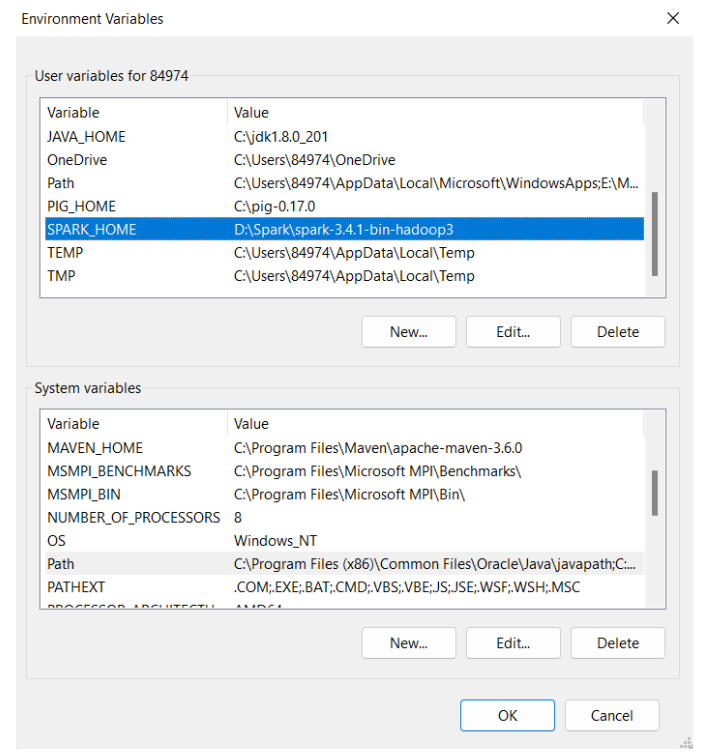 Environment Variables
User variables for 84974
Variable Value
JAVA_HOME C:\jdk1.8.0_201
OneDrive C:\Users\84974\OneDrive
Path C:\Users\84974\AppData\Local\Microsoft\WindowsApps;E:\M...
PIG_HOME C:\pig-0.17.0
SPARK_HOME D:\Spark\spark-3.4.1-bin-hadoop3
TEMP C:\Users\84974\AppData\Local\Temp
TMP C:\Users\84974\AppData\Local\Temp
New... Edit... Delete
System variables
Variable Value
MAVEN_HOME C:\Program Files\Maven\apache-maven-3.6.0
MSMPI_BENCHMARKS C:\Program Files\Microsoft MPI\Benchmarks\
MSMPI_BIN C:\Program Files\Microsoft MPI\Bin\
NUMBER_OF_PROCESSORS 8
OS Windows_NT
Path C:\Program Files (x86)\Common Files\Oracle\Java\javapath;C:...
PATHEXT .COM;.EXE;.BAT;.CMD;.VBS;.VBE;.JS;.JSE;.WSF;.WSH;.MSC
PROCESSOR_ARCHITECTU... AMD64
New... Edit... Delete
OK Cancel